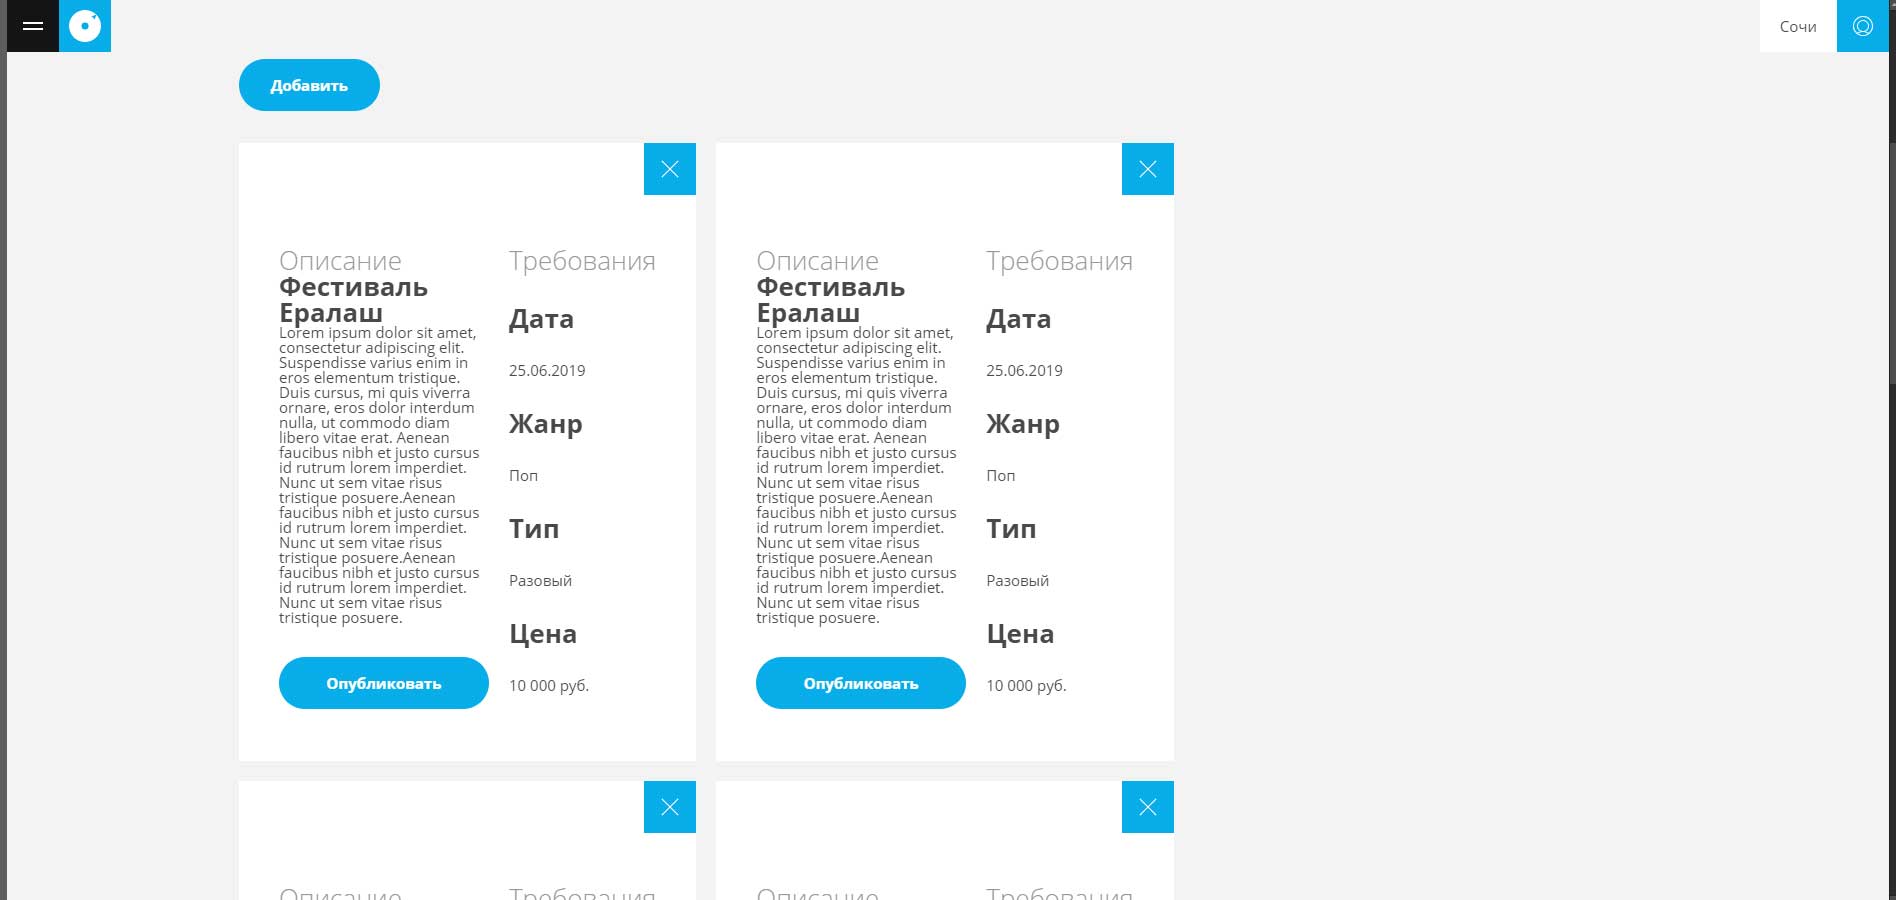 Сочи
Добавить
Описание
Фестиваль
Ералаш
Lorem ipsum dolor sit amet,
consectetur adipiscing elit.
Suspendisse varius enim in
eros elementum tristique.
Duis cursus, mi quis viverra
ornare, eros dolor interdum
nulla, ut commodo diam
libero vitae erat. Aenean
faucibus nibh et justo cursus
id rutrum lorem imperdiet.
Nunc ut sem vitae risus
tristique posuere.Aenean
faucibus nibh et justo cursus
id rutrum lorem imperdiet.
Nunc ut sem vitae risus
tristique posuere.Aenean
faucibus nibh et justo cursus
id rutrum lorem imperdiet.
Nunc ut sem vitae risus
tristique posuere.
Опубликовать
Требования
Дата
25.06.2019
Жанр
Поп
Тип
Разовый
Цена
10 000 руб.
Описание
Фестиваль
Ералаш
Lorem ipsum dolor sit amet,
consectetur adipiscing elit.
Suspendisse varius enim in
eros elementum tristique.
Duis cursus, mi quis viverra
ornare, eros dolor interdum
nulla, ut commodo diam
libero vitae erat. Aenean
faucibus nibh et justo cursus
id rutrum lorem imperdiet.
Nunc ut sem vitae risus
tristique posuere.Aenean
faucibus nibh et justo cursus
id rutrum lorem imperdiet.
Nunc ut sem vitae risus
tristique posuere.Aenean
faucibus nibh et justo cursus
id rutrum lorem imperdiet.
Nunc ut sem vitae risus
tristique posuere.
Опубликовать
Требования
Дата
25.06.2019
Жанр
Поп
Тип
Разовый
Цена
10 000 руб.
Описание
Требования
Описание
Требования